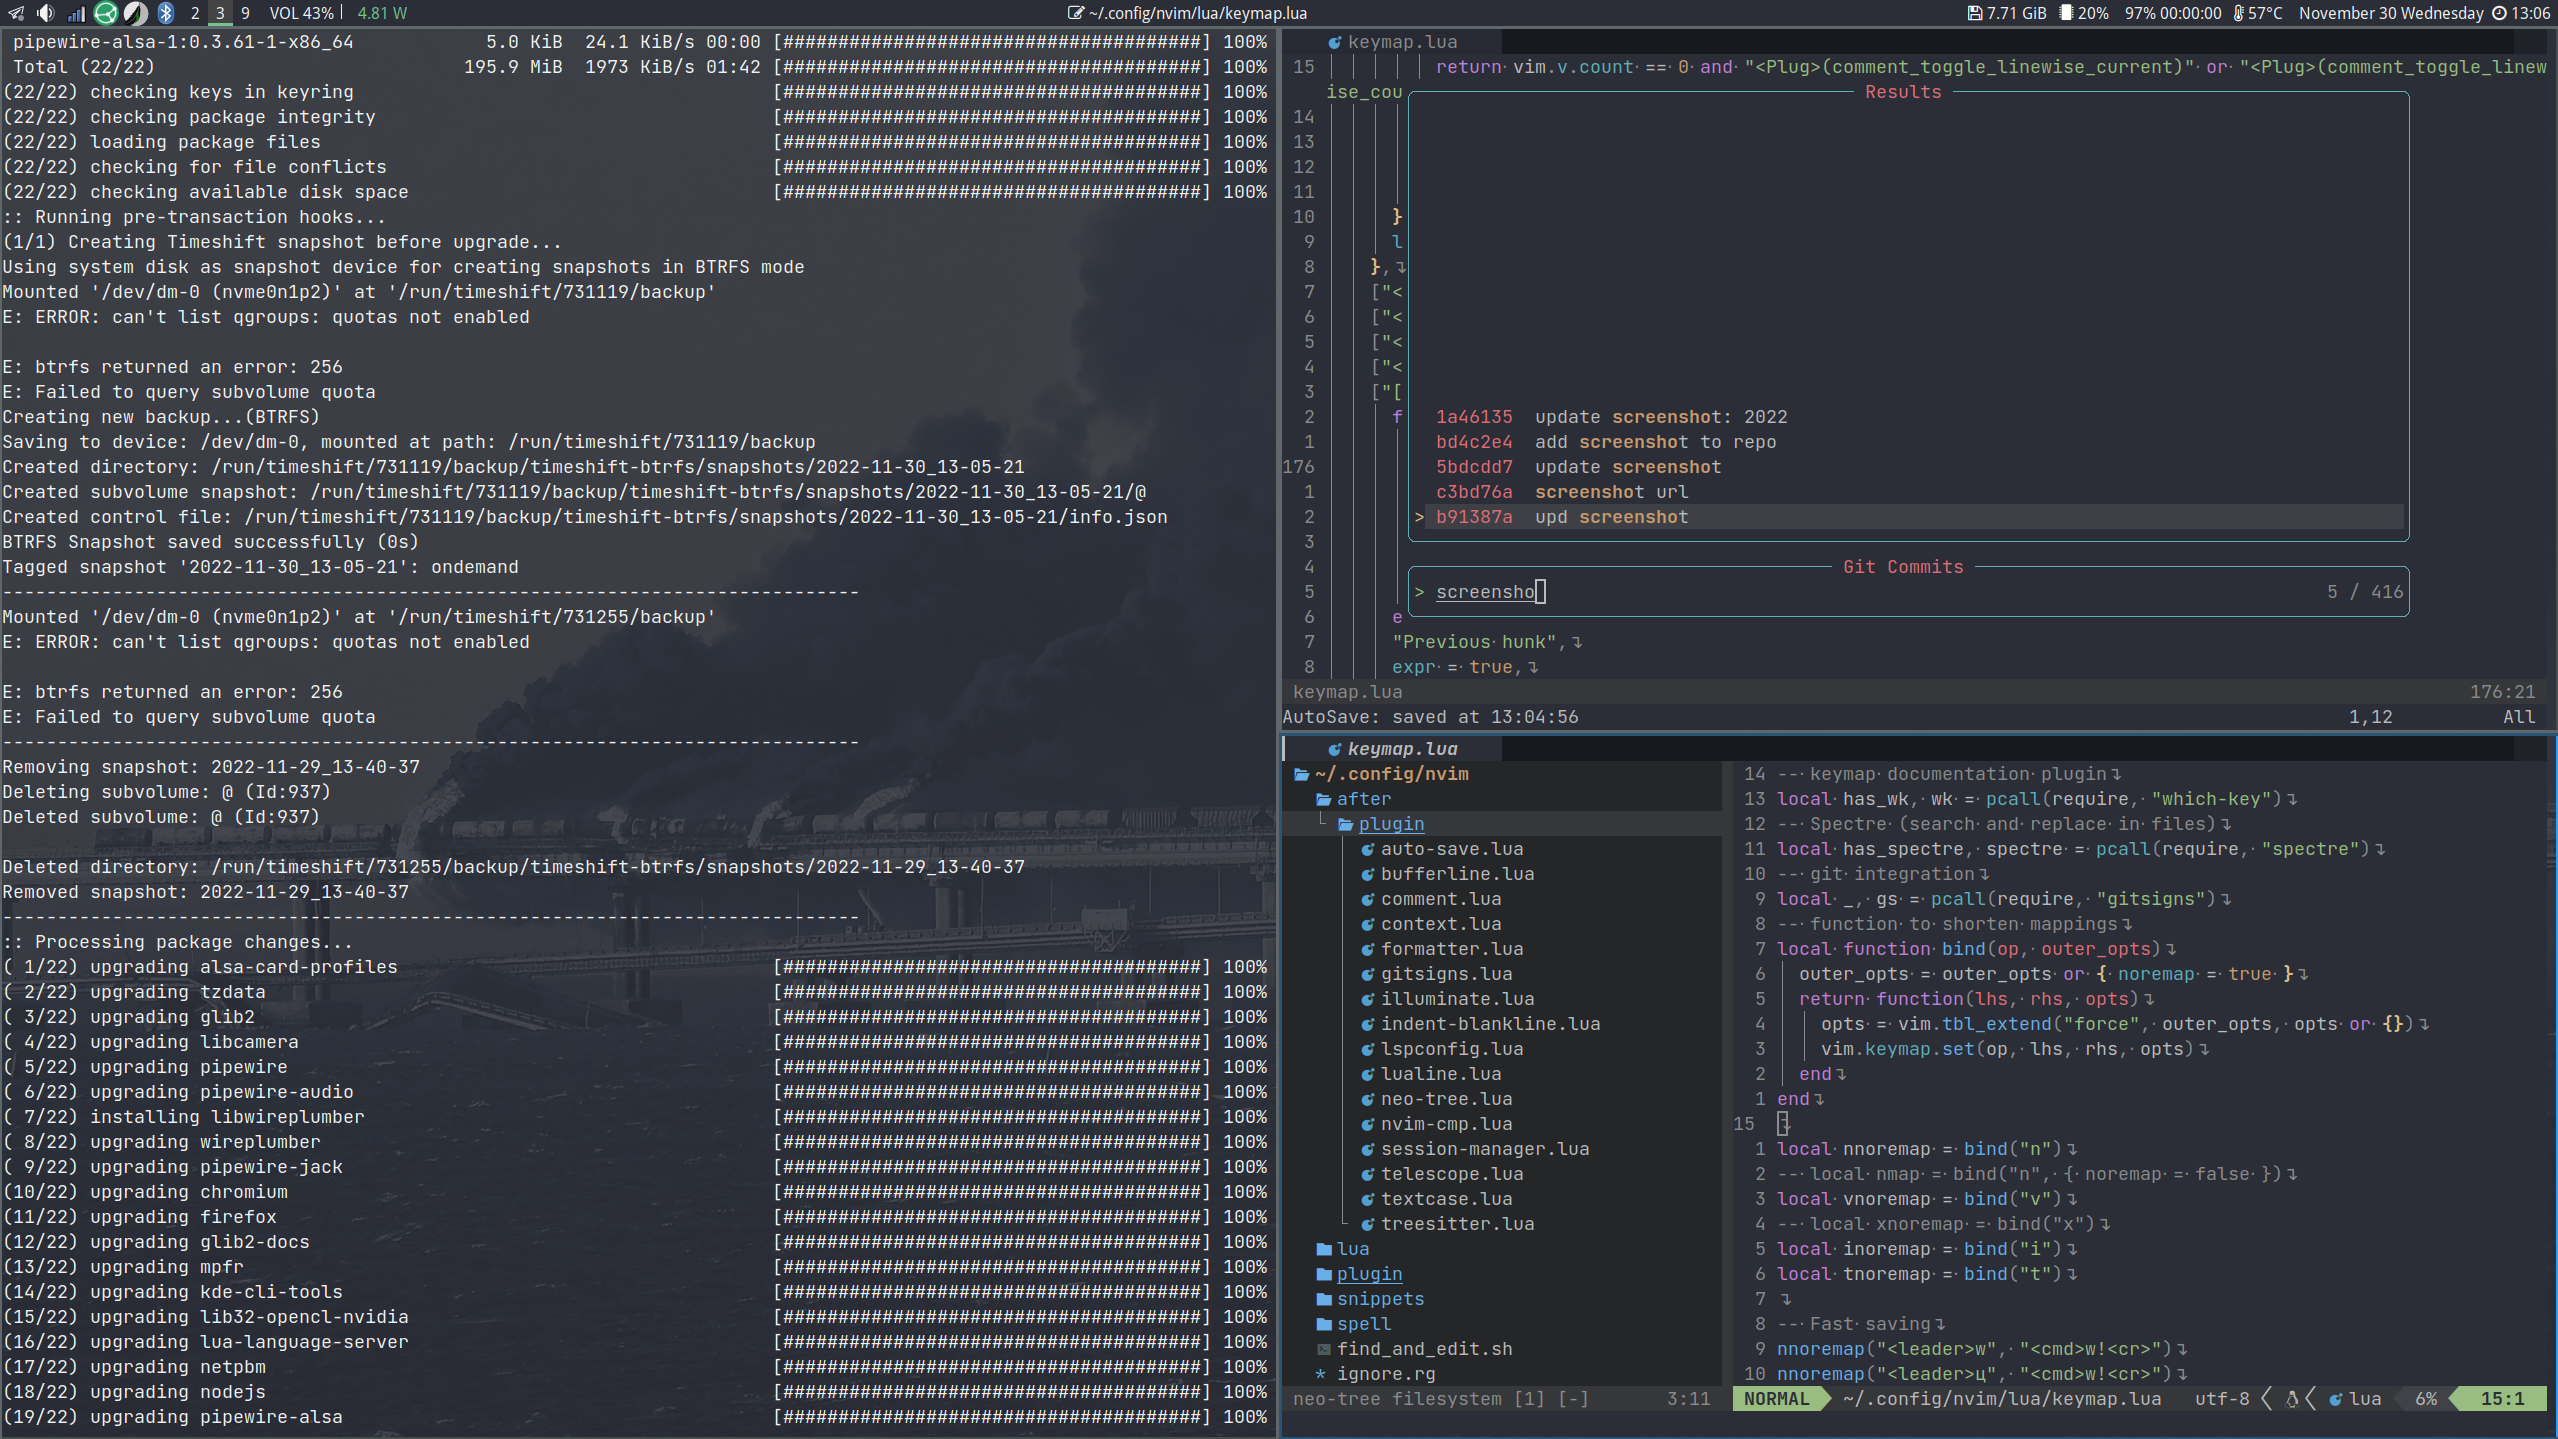 2 3 9 VOL 43% | 4.81 W
~/.config/nvim/lua/keymap.lua
7.71 GiB 20% 97% 00:00:00 57°C November 30 Wednesday 13:06
pipewire-alsa-1:0.3.61-1-x86_64 5.0 KiB 24.1 KiB/s 00:00 [######################################] 100%
Total (22/22) 195.9 MiB 1973 KiB/s 01:42 [######################################] 100%
(22/22) checking keys in keyring [######################################] 100%
(22/22) checking package integrity [######################################] 100%
(22/22) loading package files [######################################] 100%
(22/22) checking for file conflicts [######################################] 100%
(22/22) checking available disk space [######################################] 100%
:: Running pre-transaction hooks...
(1/1) Creating Timeshift snapshot before upgrade...
Using system disk as snapshot device for creating snapshots in BTRFS mode
Mounted '/dev/dm-0 (nvme0n1p2)' at '/run/timeshift/731119/backup'
E: ERROR: can't list qgroups: quotas not enabled
E: btrfs returned an error: 256
E: Failed to query subvolume quota
Creating new backup...(BTRFS)
Saving to device: /dev/dm-0, mounted at path: /run/timeshift/731119/backup
Created directory: /run/timeshift/731119/backup/timeshift-btrfs/snapshots/2022-11-30_13-05-21
Created subvolume snapshot: /run/timeshift/731119/backup/timeshift-btrfs/snapshots/2022-11-30_13-05-21/@
Created control file: /run/timeshift/731119/backup/timeshift-btrfs/snapshots/2022-11-30_13-05-21/info.json
BTRFS Snapshot saved successfully (0s)
Tagged snapshot '2022-11-30_13-05-21': ondemand
------------------------------------------------------------------------------
Mounted '/dev/dm-0 (nvme0n1p2)' at '/run/timeshift/731255/backup'
E: ERROR: can't list qgroups: quotas not enabled
E: btrfs returned an error: 256
E: Failed to query subvolume quota
------------------------------------------------------------------------------
Removing snapshot: 2022-11-29_13-40-37
Deleting subvolume: @ (Id:937)
Deleted subvolume: @ (Id:937)
Deleted directory: /run/timeshift/731255/backup/timeshift-btrfs/snapshots/2022-11-29_13-40-37
Removed snapshot: 2022-11-29_13-40-37
------------------------------------------------------------------------------
:: Processing package changes...
( 1/22) upgrading alsa-card-profiles [######################################] 100%
( 2/22) upgrading tzdata [######################################] 100%
( 3/22) upgrading glib2 [######################################] 100%
( 4/22) upgrading libcamera [######################################] 100%
( 5/22) upgrading pipewire [######################################] 100%
( 6/22) upgrading pipewire-audio [######################################] 100%
( 7/22) installing libwireplumber [######################################] 100%
( 8/22) upgrading wireplumber [######################################] 100%
( 9/22) upgrading pipewire-jack [######################################] 100%
(10/22) upgrading chromium [######################################] 100%
(11/22) upgrading firefox [######################################] 100%
(12/22) upgrading glib2-docs [######################################] 100%
(13/22) upgrading mpfr [######################################] 100%
(14/22) upgrading kde-cli-tools [######################################] 100%
(15/22) upgrading lib32-opencl-nvidia [######################################] 100%
(16/22) upgrading lua-language-server [######################################] 100%
(17/22) upgrading netpbm [######################################] 100%
(18/22) upgrading nodejs [######################################] 100%
(19/22) upgrading pipewire-alsa [######################################] 100%
keymap.lua
15 return vim.v.count == 0 and "<Plug>(comment_toggle_linewise_current)" or "<Plug>(comment_toggle_linew
ise_cou
Results
14
13
12
11
10 }
9 l
8 },↴
7 ["<
6 ["<
5 ["<
4 ["<
3 ["[
2 f 1a46135 update screenshot: 2022
1 bd4c2e4 add screenshot to repo
176 5bdcdd7 update screenshot
1 c3bd76a screenshot url
2 > b91387a upd screenshot
3
4 Git Commits
5 > screensho 5 / 416
6 e
7 "Previous hunk",↴
8 expr = true,↴
keymap.lua 176:21
AutoSave: saved at 13:04:56 1,12 All
keymap.lua
~/.config/nvim
after
plugin
auto-save.lua
bufferline.lua
comment.lua
context.lua
formatter.lua
gitsigns.lua
illuminate.lua
indent-blankline.lua
lspconfig.lua
lualine.lua
neo-tree.lua
nvim-cmp.lua
session-manager.lua
telescope.lua
textcase.lua
treesitter.lua
lua
plugin
snippets
spell
find_and_edit.sh
* ignore.rg
neo-tree filesystem [1] [-] 3:11
14 -- keymap documentation plugin↴
13 local has_wk, wk = pcall(require, "which-key")↴
12 -- Spectre (search and replace in files)↴
11 local has_spectre, spectre = pcall(require, "spectre")↴
10 -- git integration↴
9 local _, gs = pcall(require, "gitsigns")↴
8 -- function to shorten mappings↴
7 local function bind(op, outer_opts)↴
6 outer_opts = outer_opts or { noremap = true }↴
5 return function(lhs, rhs, opts)↴
4 opts = vim.tbl_extend("force", outer_opts, opts or {})↴
3 vim.keymap.set(op, lhs, rhs, opts)↴
2 end↴
1 end↴
15 ↴
1 local nnoremap = bind("n")↴
2 -- local nmap = bind("n", { noremap = false })↴
3 local vnoremap = bind("v")↴
4 -- local xnoremap = bind("x")↴
5 local inoremap = bind("i")↴
6 local tnoremap = bind("t")↴
7 ↴
8 -- Fast saving↴
9 nnoremap("<leader>w", "<cmd>w!<cr>")↴
10 nnoremap("<leader>ц", "<cmd>w!<cr>")↴
NORMAL ~/.config/nvim/lua/keymap.lua utf-8 lua 6% 15:1